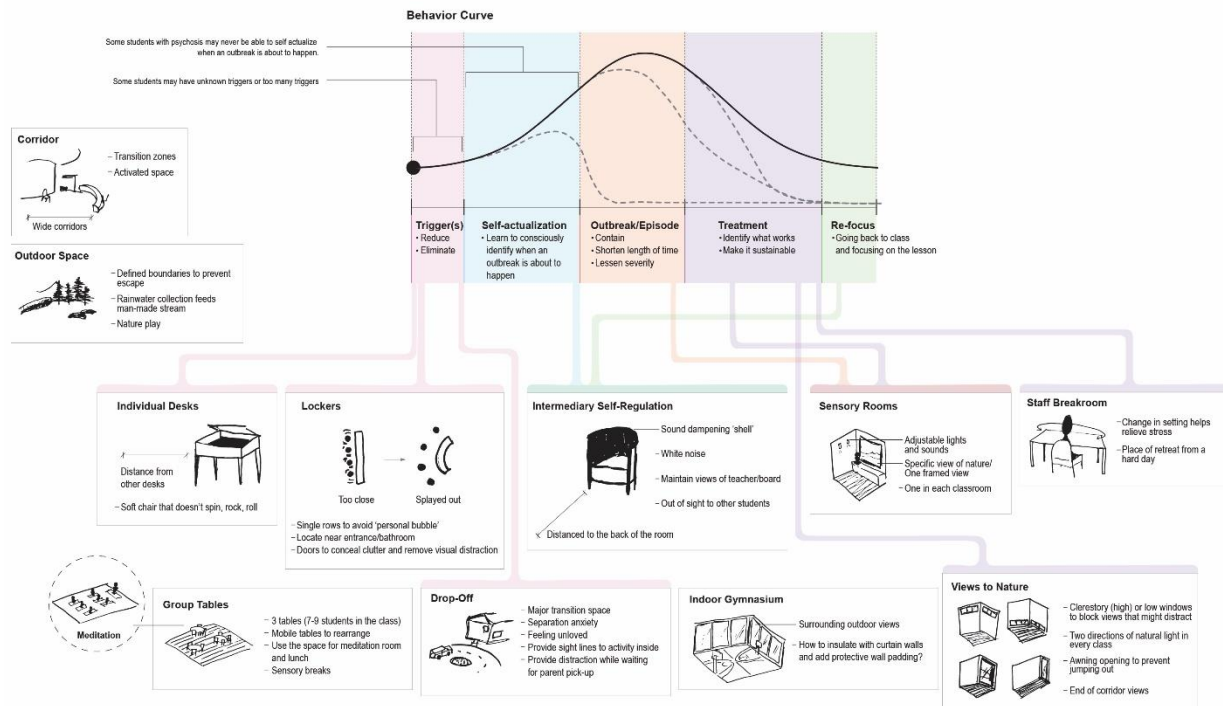 Behavior Curve
Some students with psychosis may never be able to self actualize
when an outbreak is about to happen.
Some students may have unknown triggers or too many triggers
Trigger(s)
• Reduce
• Eliminate
Self-actualization
• Learn to consciously
identify when an
outbreak is about to
happen
Outbreak/Episode
• Contain
• Shorten length of time
• Lessen severity
Treatment
• Identify what works
• Make it sustainable
Re-focus
• Going back to class
and focusing on the lesson
Corridor
– Transition zones
– Activated space
Wide corridors
Outdoor Space
– Defined boundaries to prevent
escape
– Rainwater collection feeds
man-made stream
– Nature play
Individual Desks
Distance from
other desks
– Soft chair that doesn't spin, rock, roll
Lockers
Too close
Splayed out
– Single rows to avoid 'personal bubble'
– Locate near entrance/bathroom
– Doors to conceal clutter and remove visual distraction
Intermediary Self-Regulation
Sound dampening 'shell'
– White noise
– Maintain views of teacher/board
– Out of sight to other students
Distanced to the back of the room
Sensory Rooms
Adjustable lights
and sounds
Specific view of nature/
One framed view
– One in each classroom
Staff Breakroom
– Change in setting helps
relieve stress
– Place of retreat from a
hard day
Meditation
Group Tables
– 3 tables (7-9 students in the class)
– Mobile tables to rearrange
– Use the space for meditation room
and lunch
– Sensory breaks
Drop-Off
– Major transition space
– Separation anxiety
– Feeling unloved
– Provide sight lines to activity inside
– Provide distraction while waiting
for parent pick-up
Indoor Gymnasium
Surrounding outdoor views
– How to insulate with curtain walls
and add protective wall padding?
Views to Nature
– Clerestory (high) or low windows
to block views that might distract
– Two directions of natural light in
every class
– Awning opening to prevent
jumping out
– End of corridor views